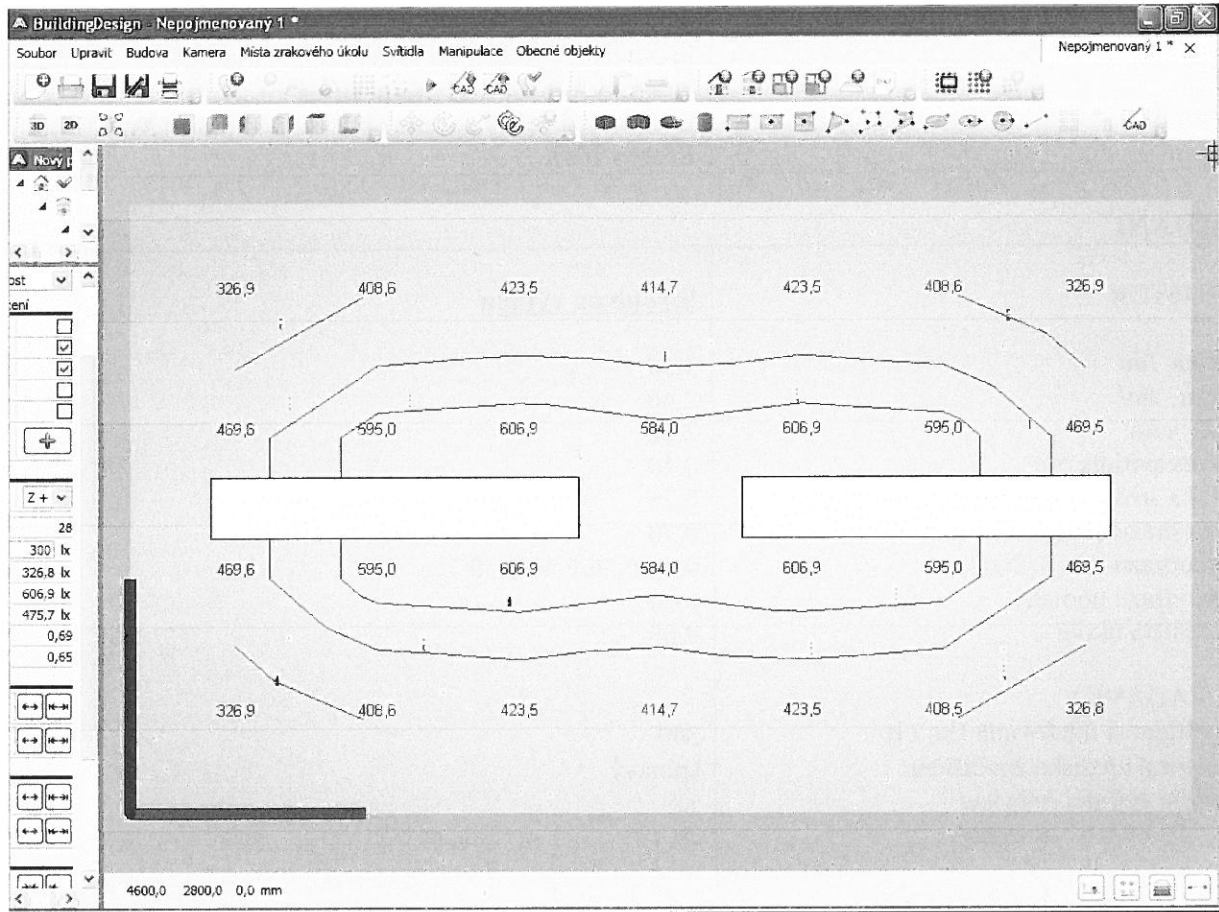 BuildingDesign - Nepojmenovaný 1 *
Soubor Upravit Budova Kamera Místa zrakového úkolu Svítidla Manipulace Obecné objekty
Nepojmenovaný 1 * ×
CAD CAD
3D 2D
CAD
Nový p
ost
ení
326,9 408,6 423,5 414,7 423,5 408,6 326,9
469,6 595,0 606,9 584,0 606,9 595,0 469,5
Z +
28
300 lx
326,8 lx
606,9 lx
475,7 lx
0,69
0,65
469,6 595,0 606,9 584,0 606,9 595,0 469,5
326,9 408,6 423,5 414,7 423,5 408,5 326,8
4600,0 2800,0 0,0 mm